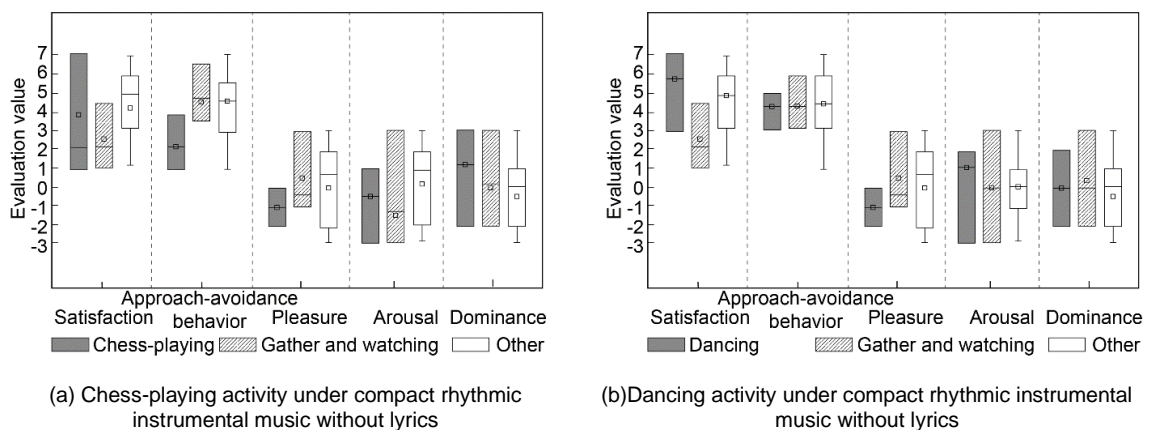 Evaluation value
7
6
5
4
3
2
1
0
-1
-2
-3
Approach-avoidance
Satisfaction behavior Pleasure Arousal Dominance
Chess-playing Gather and watching Other
(a) Chess-playing activity under compact rhythmic
instrumental music without lyrics
Evaluation value
7
6
5
4
3
2
1
0
-1
-2
-3
Approach-avoidance
Satisfaction behavior Pleasure Arousal Dominance
Dancing Gather and watching Other
(b)Dancing activity under compact rhythmic instrumental
music without lyrics